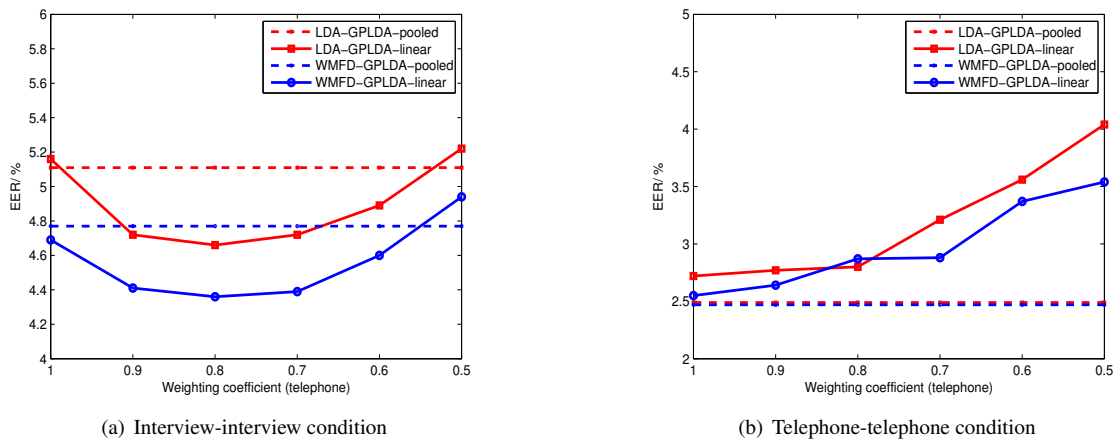 6
5.8
5.6
5.4
5.2
5
4.8
4.6
4.4
4.2
4
EER/ %
1
0.9
0.8
0.7
0.6
0.5
Weighting coefficient (telephone)
LDA−GPLDA−pooled
LDA−GPLDA−linear
WMFD−GPLDA−pooled
WMFD−GPLDA−linear
(a) Interview-interview condition
5
4.5
4
3.5
3
2.5
2
EER/ %
1
0.9
0.8
0.7
0.6
0.5
Weighting coefficient (telephone)
LDA−GPLDA−pooled
LDA−GPLDA−linear
WMFD−GPLDA−pooled
WMFD−GPLDA−linear
(b) Telephone-telephone condition